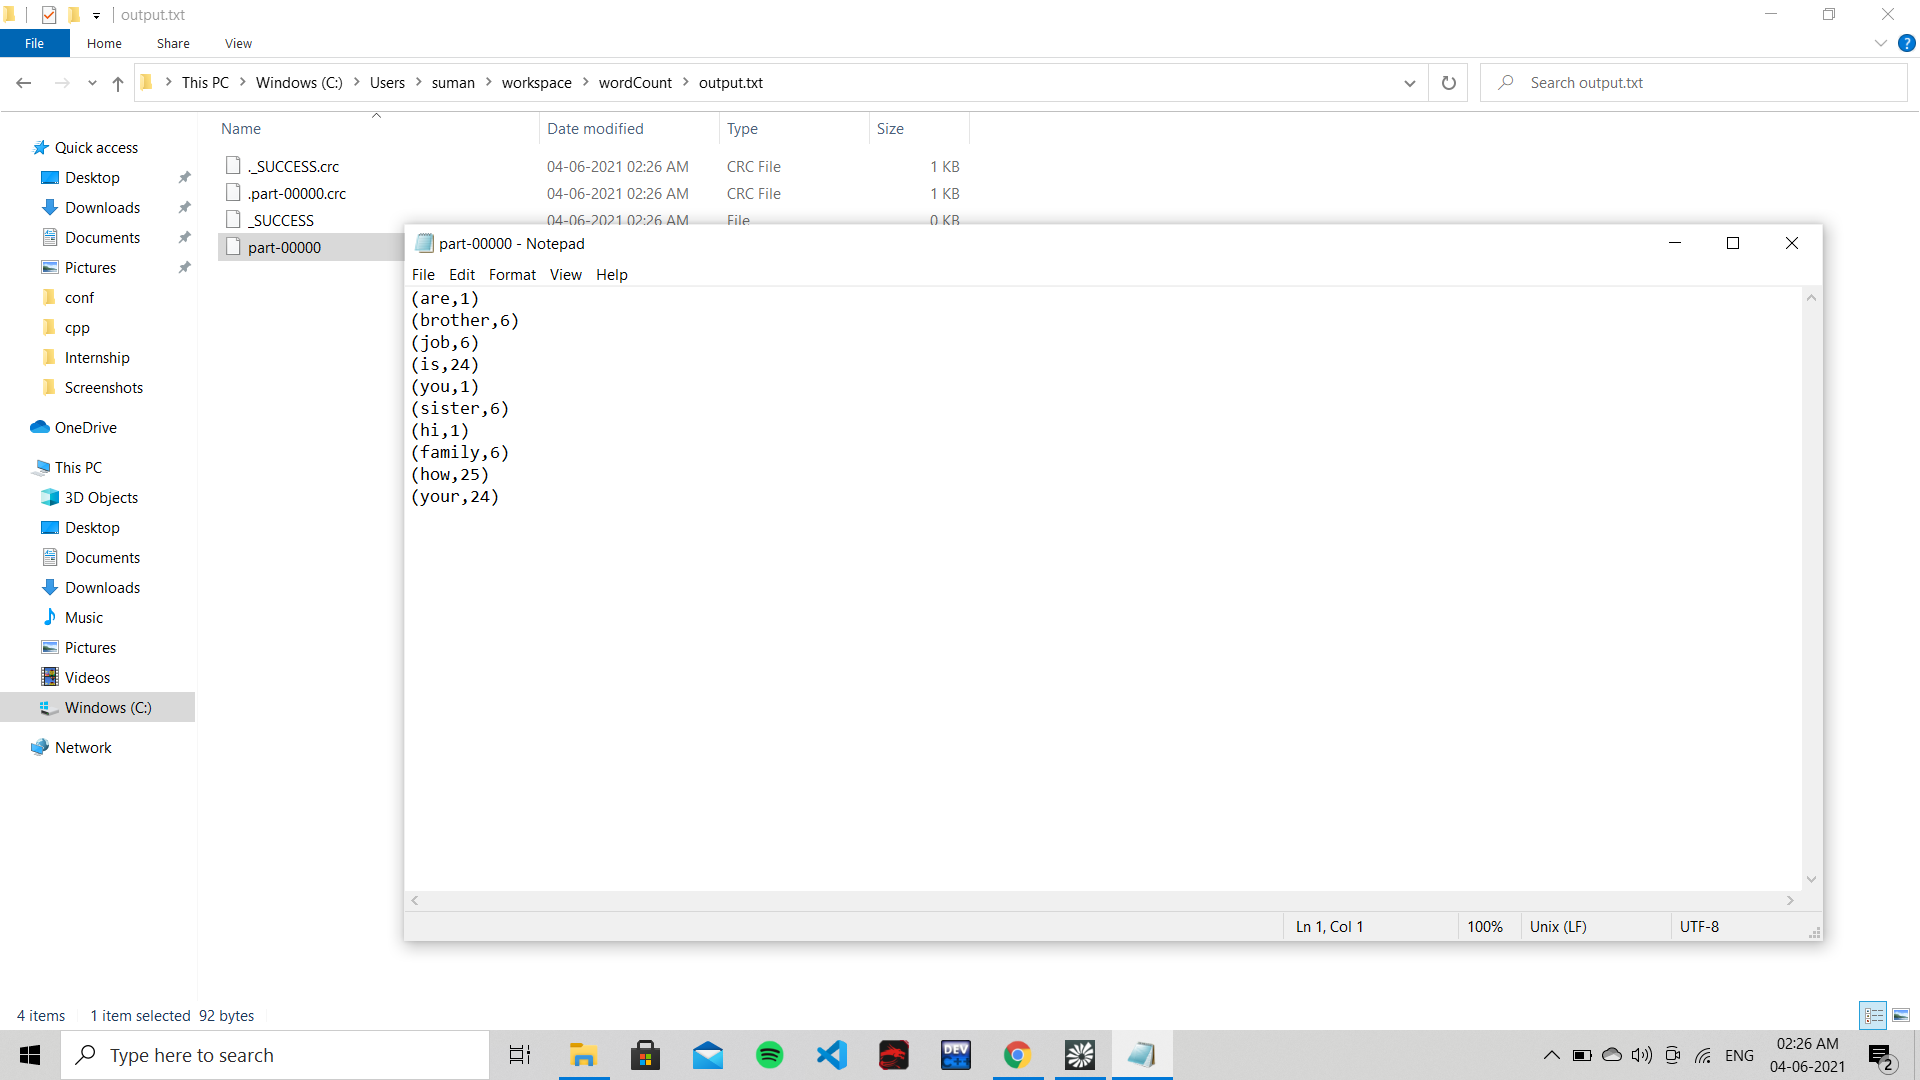 output.txt
File Home Share View
This PC Windows (C:) Users suman workspace wordCount output.txt
Search output.txt
Name Date modified Type Size
._SUCCESS.crc 04-06-2021 02:26 AM CRC File 1 KB
.part-00000.crc 04-06-2021 02:26 AM CRC File 1 KB
_SUCCESS 04-06-2021 02:26 AM File 0 KB
part-00000
Quick access
Desktop
Downloads
Documents
Pictures
conf
cpp
Internship
Screenshots
OneDrive
This PC
3D Objects
Desktop
Documents
Downloads
Music
Pictures
Videos
Windows (C:)
Network
part-00000 - Notepad
File Edit Format View Help
(are,1)
(brother,6)
(job,6)
(is,24)
(you,1)
(sister,6)
(hi,1)
(family,6)
(how,25)
(your,24)
Ln 1, Col 1 100% Unix (LF) UTF-8
4 items 1 item selected 92 bytes
Type here to search
DEV C++
ENG
02:26 AM
04-06-2021
2